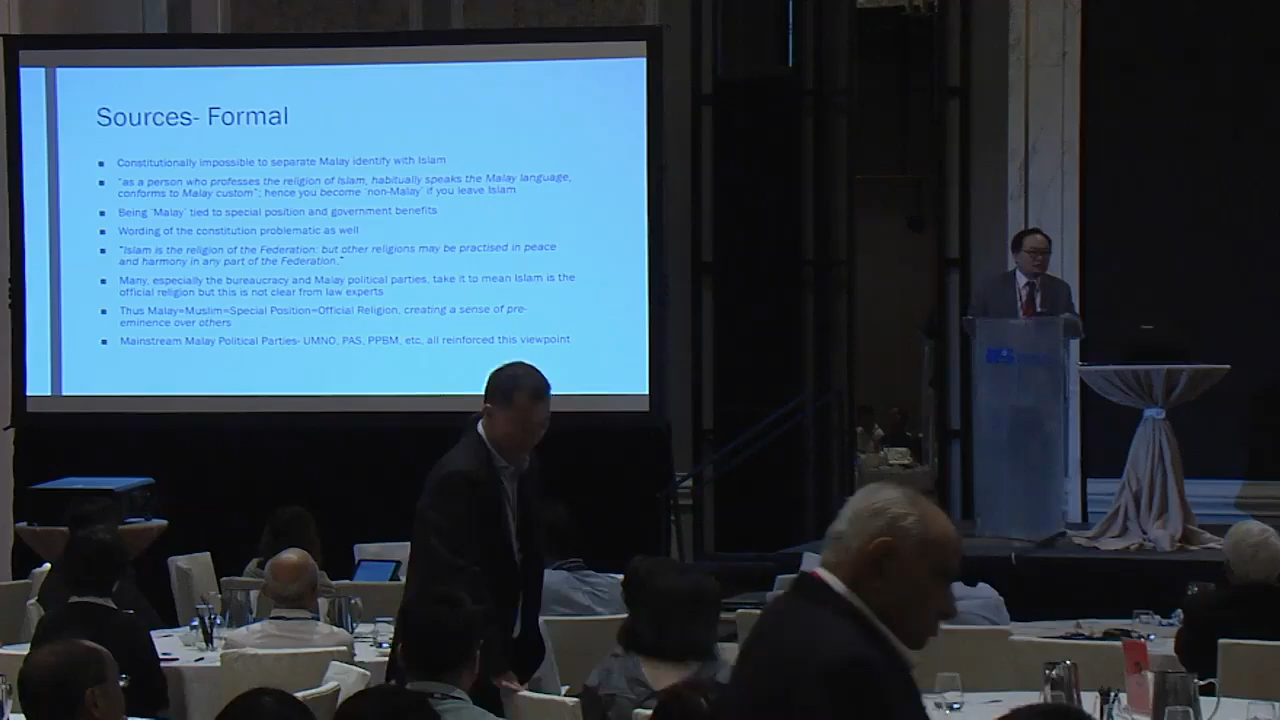 Sources- Formal
Constitutionally impossible to separate Malay identify with Islam
"as a person who professes the religion of Islam, habitually speaks the Malay language,
conforms to Malay custom"; hence you become 'non-Malay' if you leave Islam
Being 'Malay' tied to special position and government benefits
Wording of the constitution problematic as well
"Islam is the religion of the Federation: but other religions may be practised in peace
and harmony in any part of the Federation."
Many, especially the bureaucracy and Malay political parties, take it to mean Islam is the
official religion but this is not clear from law experts
Thus Malay=Muslim=Special Position=Official Religion, creating a sense of pre-
eminence over others
Mainstream Malay Political Parties- UMNO, PAS, PPBM, etc, all reinforced this viewpoint